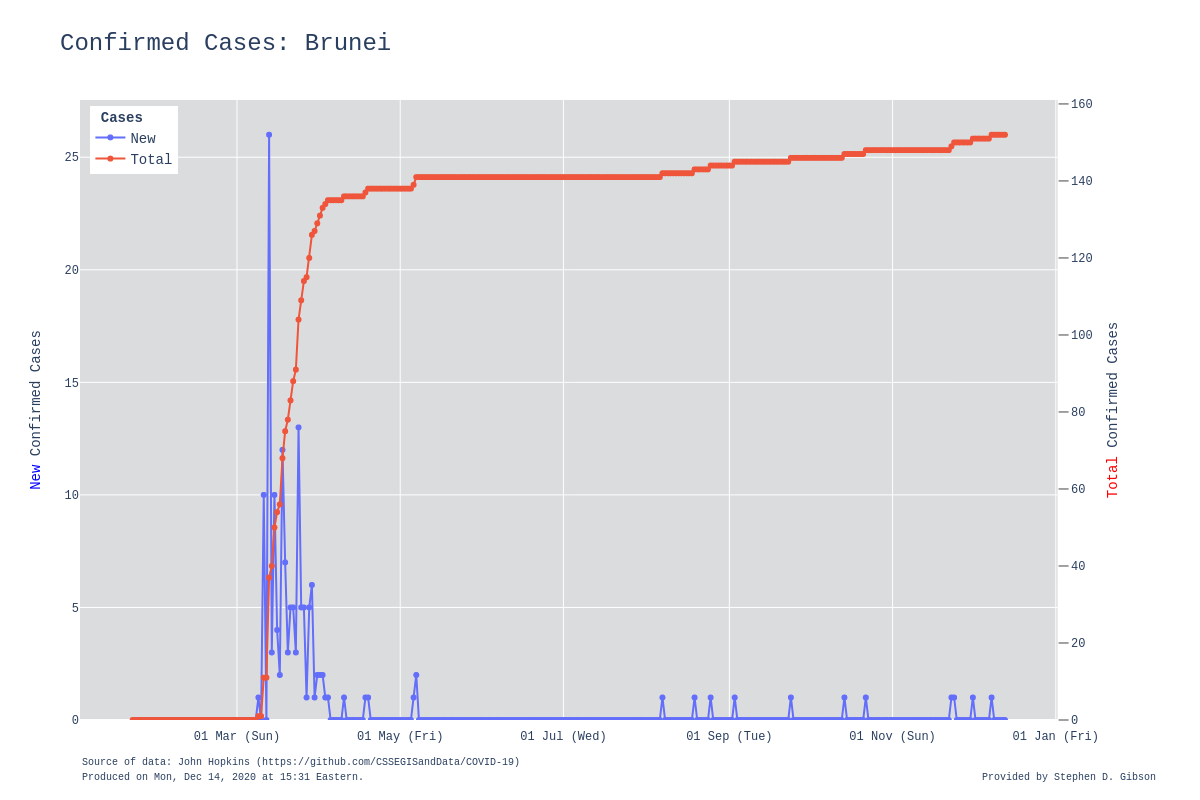 Confirmed Cases: Brunei
Cases
New
Total
25
20
15
10
5
0
New Confirmed Cases
160
140
120
100
80
60
40
20
0
Total Confirmed Cases
01 Mar (Sun) 01 May (Fri) 01 Jul (Wed) 01 Sep (Tue) 01 Nov (Sun) 01 Jan (Fri)
Source of data: John Hopkins (https://github.com/CSSEGISandData/COVID-19)
Produced on Mon, Dec 14, 2020 at 15:31 Eastern.
Provided by Stephen D. Gibson